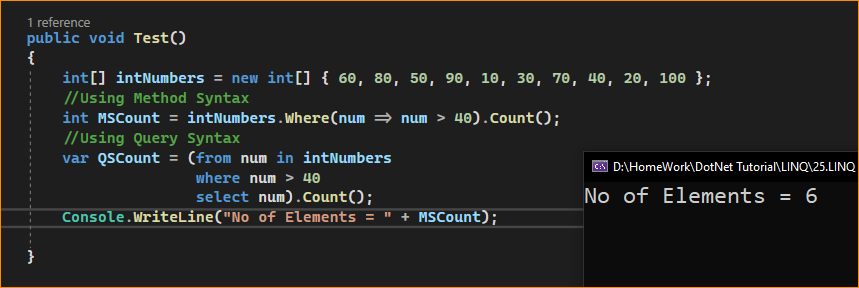 1 reference
public void Test()
{
int[] intNumbers = new int[] { 60, 80, 50, 90, 10, 30, 70, 40, 20, 100 };
//Using Method Syntax
int MSCount = intNumbers.Where(num => num > 40).Count();
//Using Query Syntax
var QSCount = (from num in intNumbers
where num > 40
select num).Count();
Console.WriteLine("No of Elements = " + MSCount);
}
D:\HomeWork\DotNet Tutorial\LINQ\25.LINQ
No of Elements = 6